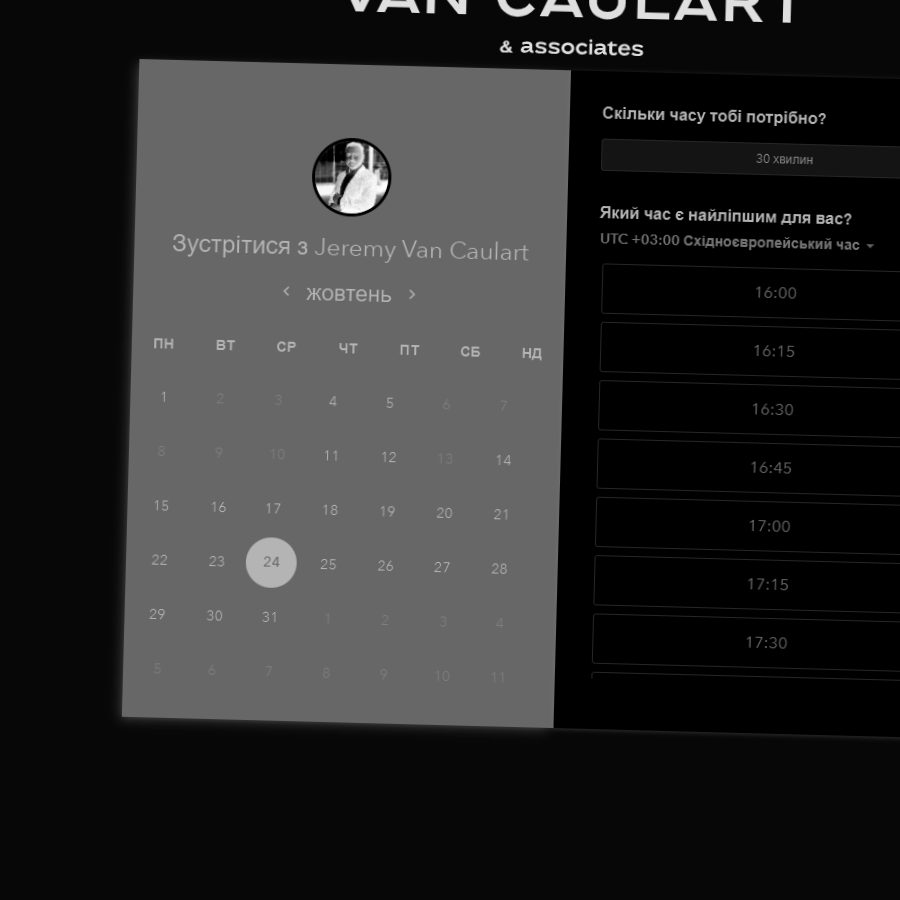 VAN CAULART
& associates
Зустрітися з Jeremy Van Caulart
жовтень
ПН ВТ СР ЧТ ПТ СБ НД
1 2 3 4 5 6 7
8 9 10 11 12 13 14
15 16 17 18 19 20 21
22 23 24 25 26 27 28
29 30 31 1 2 3 4
5 6 7 8 9 10 11
Скільки часу тобі потрібно?
30 хвилин
Який час є найліпшим для вас?
UTC +03:00 Східноєвропейський час
16:00
16:15
16:30
16:45
17:00
17:15
17:30